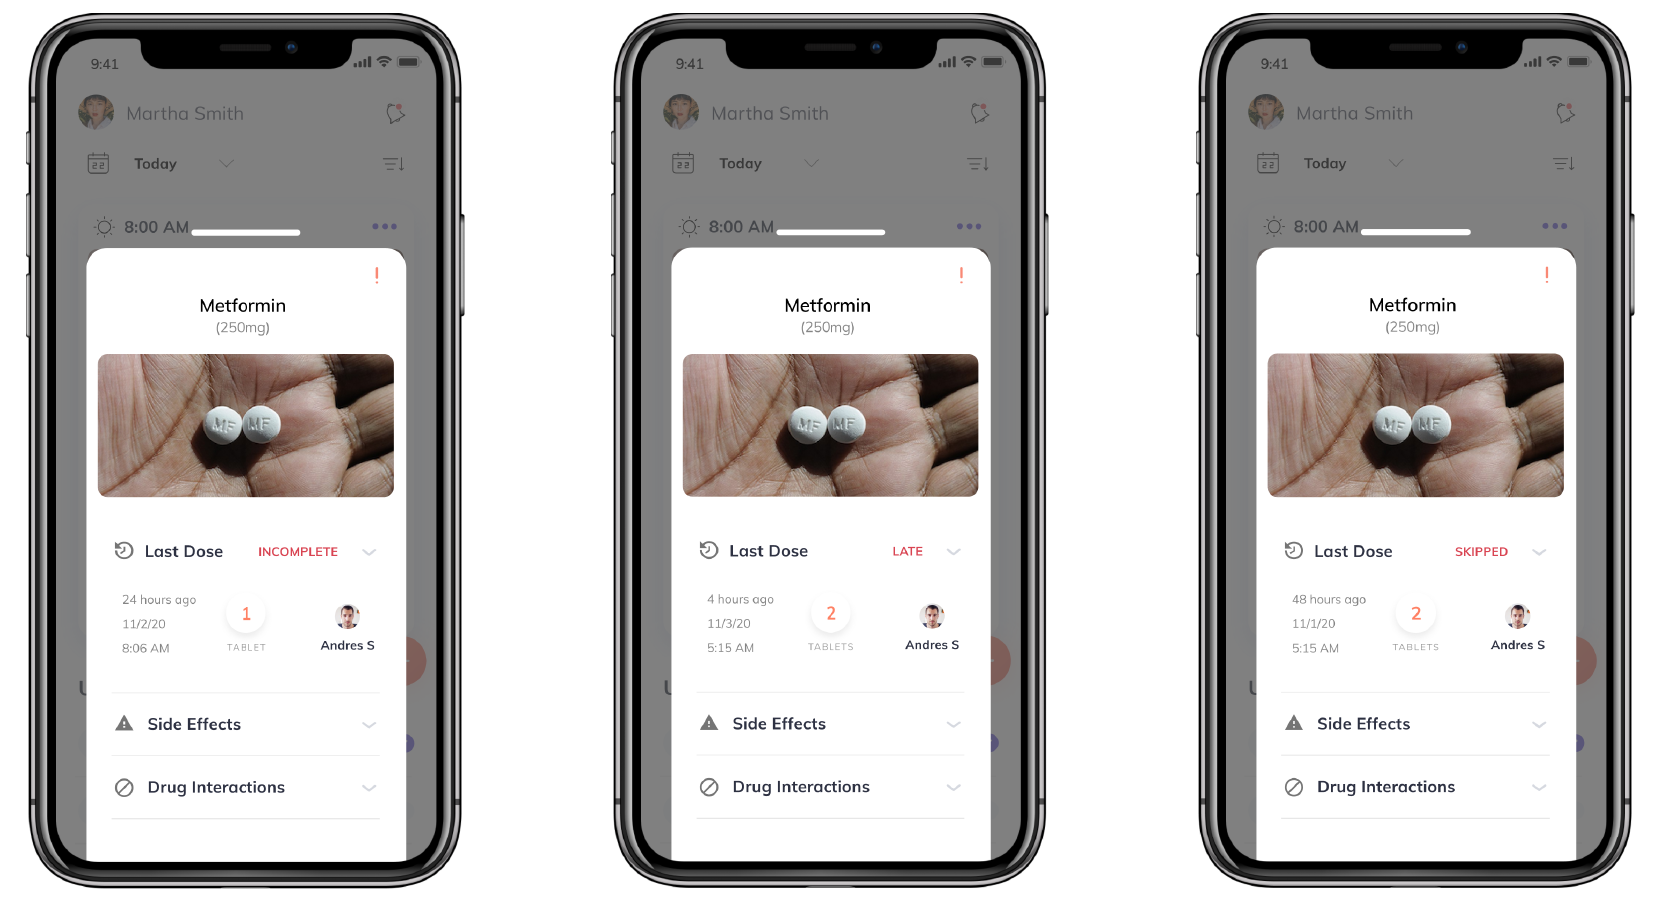 9:41
Martha Smith
22 Today
8:00 AM
!
Metformin
(250mg)
MF MF
Last Dose INCOMPLETE
24 hours ago
11/2/20
8:06 AM
1
TABLET
Andres S
Side Effects
Drug Interactions
9:41
Martha Smith
22 Today
8:00 AM
!
Metformin
(250mg)
MF MF
Last Dose LATE
4 hours ago
11/3/20
5:15 AM
2
TABLETS
Andres S
Side Effects
Drug Interactions
9:41
Martha Smith
22 Today
8:00 AM
!
Metformin
(250mg)
MF MF
Last Dose SKIPPED
48 hours ago
11/1/20
5:15 AM
2
TABLETS
Andres S
Side Effects
Drug Interactions